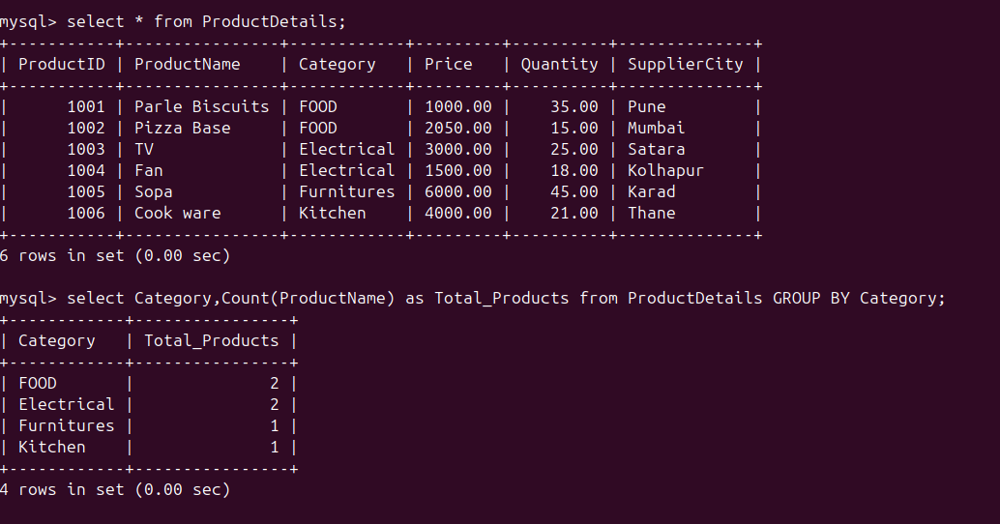 mysql> select * from ProductDetails;
+-----------+----------------+------------+---------+----------+--------------+
| ProductID | ProductName    | Category   | Price   | Quantity | SupplierCity |
+-----------+----------------+------------+---------+----------+--------------+
|      1001 | Parle Biscuits | FOOD       | 1000.00 |    35.00 | Pune         |
|      1002 | Pizza Base     | FOOD       | 2050.00 |    15.00 | Mumbai       |
|      1003 | TV             | Electrical | 3000.00 |    25.00 | Satara       |
|      1004 | Fan            | Electrical | 1500.00 |    18.00 | Kolhapur     |
|      1005 | Sopa           | Furnitures | 6000.00 |    45.00 | Karad        |
|      1006 | Cook ware      | Kitchen    | 4000.00 |    21.00 | Thane        |
+-----------+----------------+------------+---------+----------+--------------+
6 rows in set (0.00 sec)

mysql> select Category,Count(ProductName) as Total_Products from ProductDetails GROUP BY Category;
+------------+----------------+
| Category   | Total_Products |
+------------+----------------+
| FOOD       |              2 |
| Electrical |              2 |
| Furnitures |              1 |
| Kitchen    |              1 |
+------------+----------------+
4 rows in set (0.00 sec)